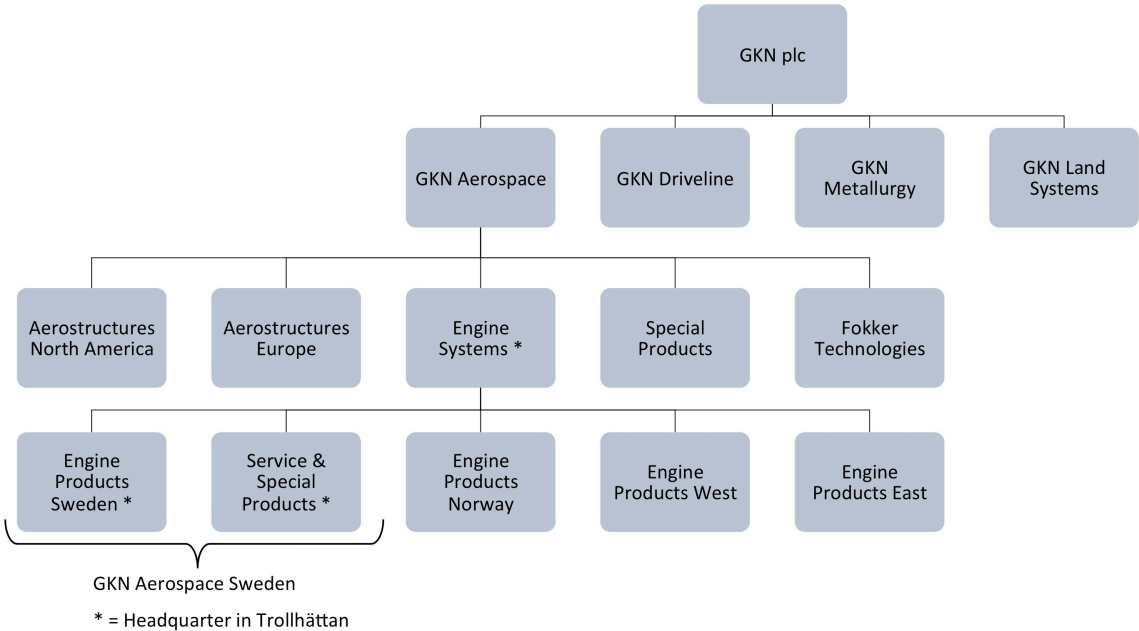 GKN plc
GKN Aerospace
GKN Driveline
GKN
Metallurgy
GKN Land
Systems
Aerostructures
North America
Aerostructures
Europe
Engine
Systems *
Special
Products
Fokker
Technologies
Engine
Products
Sweden *
Service &
Special
Products *
Engine
Products
Norway
Engine
Products West
Engine
Products East
GKN Aerospace Sweden
* = Headquarter in Trollhättan